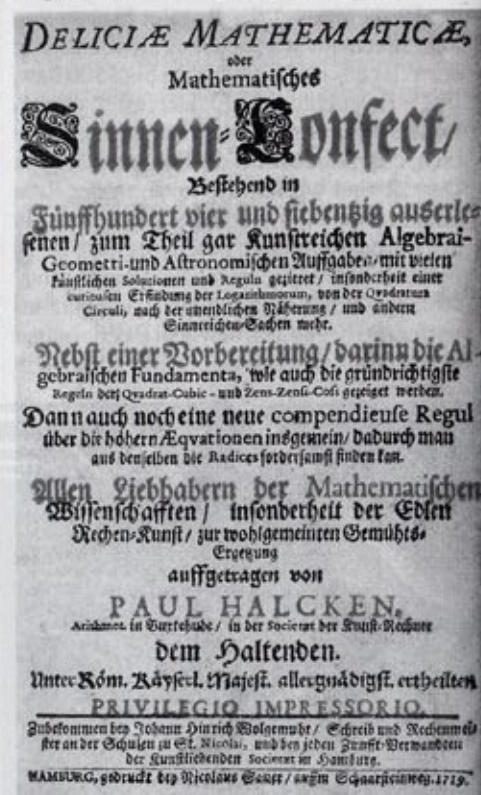 DELICIÆ MATHEMATICÆ,
oder
Mathematisches
Sinnen-Confect/
Bestehend in
Fünffhundert vier und siebentzig auserle-
senen/ zum Theil gar Kunstreichen Algebrai-
Geometri- und Astronomischen Auffgaben, mit vielen
künstlichen Solutionen und Reguln gezieret/ insonderheit einer
curieusen Erfindung der Logarithmorum, von der Qvadratura
Circuli, nach der unendlichen Näherung/ und andern
Sinnreichen Sachen mehr.
Nebst einer Vorbereitung/ darinn die Al-
gebraischen Fundamenta, wie auch die gründrichtigste
Regeln der Qvadrat-Cubic- und Zens-Zensi-Coss gezeiget werden.
Dann auch noch eine neue compendieuse Regul
über die höhern Æqvationen insgemein/ dadurch man
aus denselben die Radices fordersamst finden kan.
Allen Liebhabern der Mathematischen
Wissenschafften/ insonderheit der Edlen
Rechen-Kunst/ zur wohlgemeinten Gemühts-
Ergetzung
auffgetragen von
PAUL HALCKEN,
Arithmet. in Buxtehude/ in der Societät der Kunst-Rechner
dem Haltenden.
Unter Röm. Käyserl. Majest. allergnädigst. ertheilten
PRIVILEGIO IMPRESSORIO.
Zubekommen bey Johann Hinrich Wolgemuht/ Schreib und Rechenmei-
ster an der Schulen zu St. Nicolai, und bey jeden Zunfft-Verwandten
der Kunstliebenden Societät in Hamburg.
HAMBURG, gedruckt bey Nicolaus Sauer/ auffm Schaarsteinweg. 1719.